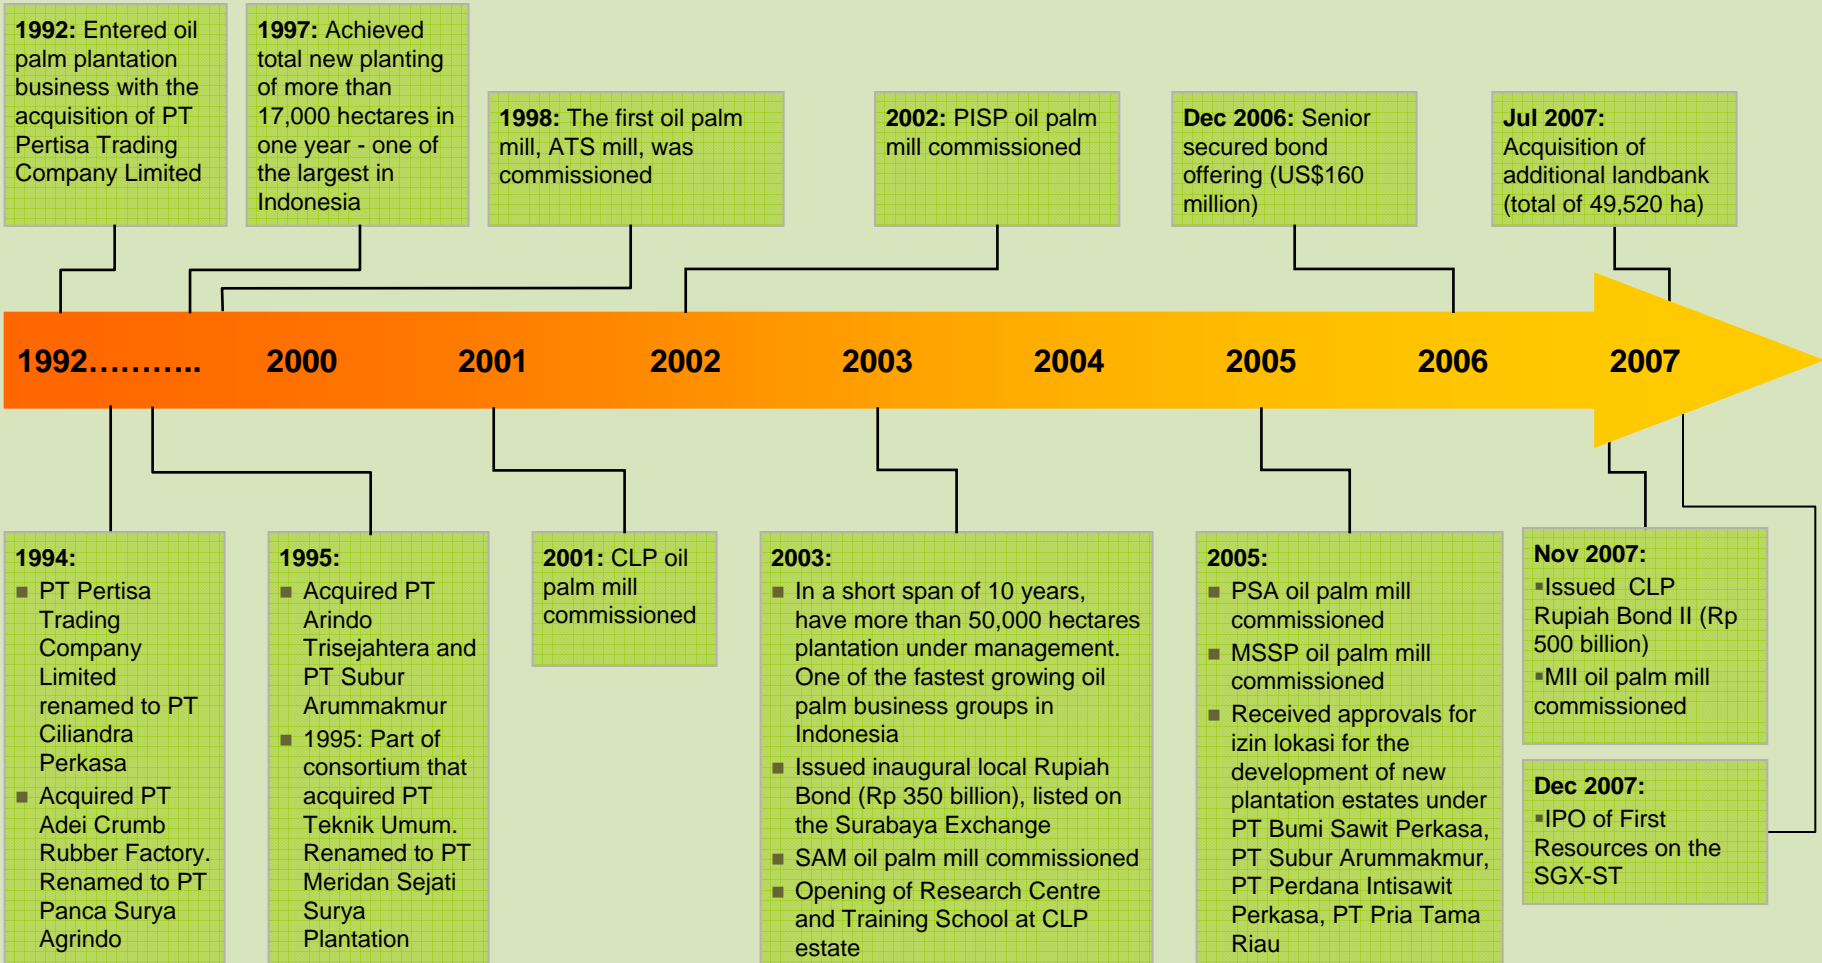 1992: Entered oil
palm plantation
business with the
acquisition of PT
Pertisa Trading
Company Limited
1997: Achieved
total new planting
of more than
17,000 hectares in
one year - one of
the largest in
Indonesia
1998: The first oil palm
mill, ATS mill, was
commissioned
2002: PISP oil palm
mill commissioned
Dec 2006: Senior
secured bond
offering (US$160
million)
Jul 2007:
Acquisition of
additional landbank
(total of 49,520 ha)
1992……….. 2000 2001 2002 2003 2004 2005 2006 2007
1994:
▪ PT Pertisa
Trading
Company
Limited
renamed to PT
Ciliandra
Perkasa
▪ Acquired PT
Adei Crumb
Rubber Factory.
Renamed to PT
Panca Surya
Agrindo
1995:
▪ Acquired PT
Arindo
Trisejahtera and
PT Subur
Arummakmur
▪ 1995: Part of
consortium that
acquired PT
Teknik Umum.
Renamed to PT
Meridan Sejati
Surya
Plantation
2001: CLP oil
palm mill
commissioned
2003:
▪ In a short span of 10 years,
have more than 50,000 hectares
plantation under management.
One of the fastest growing oil
palm business groups in
Indonesia
▪ Issued inaugural local Rupiah
Bond (Rp 350 billion), listed on
the Surabaya Exchange
▪ SAM oil palm mill commissioned
▪ Opening of Research Centre
and Training School at CLP
estate
2005:
▪ PSA oil palm mill
commissioned
▪ MSSP oil palm mill
commissioned
▪ Received approvals for
izin lokasi for the
development of new
plantation estates under
PT Bumi Sawit Perkasa,
PT Subur Arummakmur,
PT Perdana Intisawit
Perkasa, PT Pria Tama
Riau
Nov 2007:
▪Issued CLP
Rupiah Bond II (Rp
500 billion)
▪MII oil palm mill
commissioned
Dec 2007:
▪IPO of First
Resources on the
SGX-ST